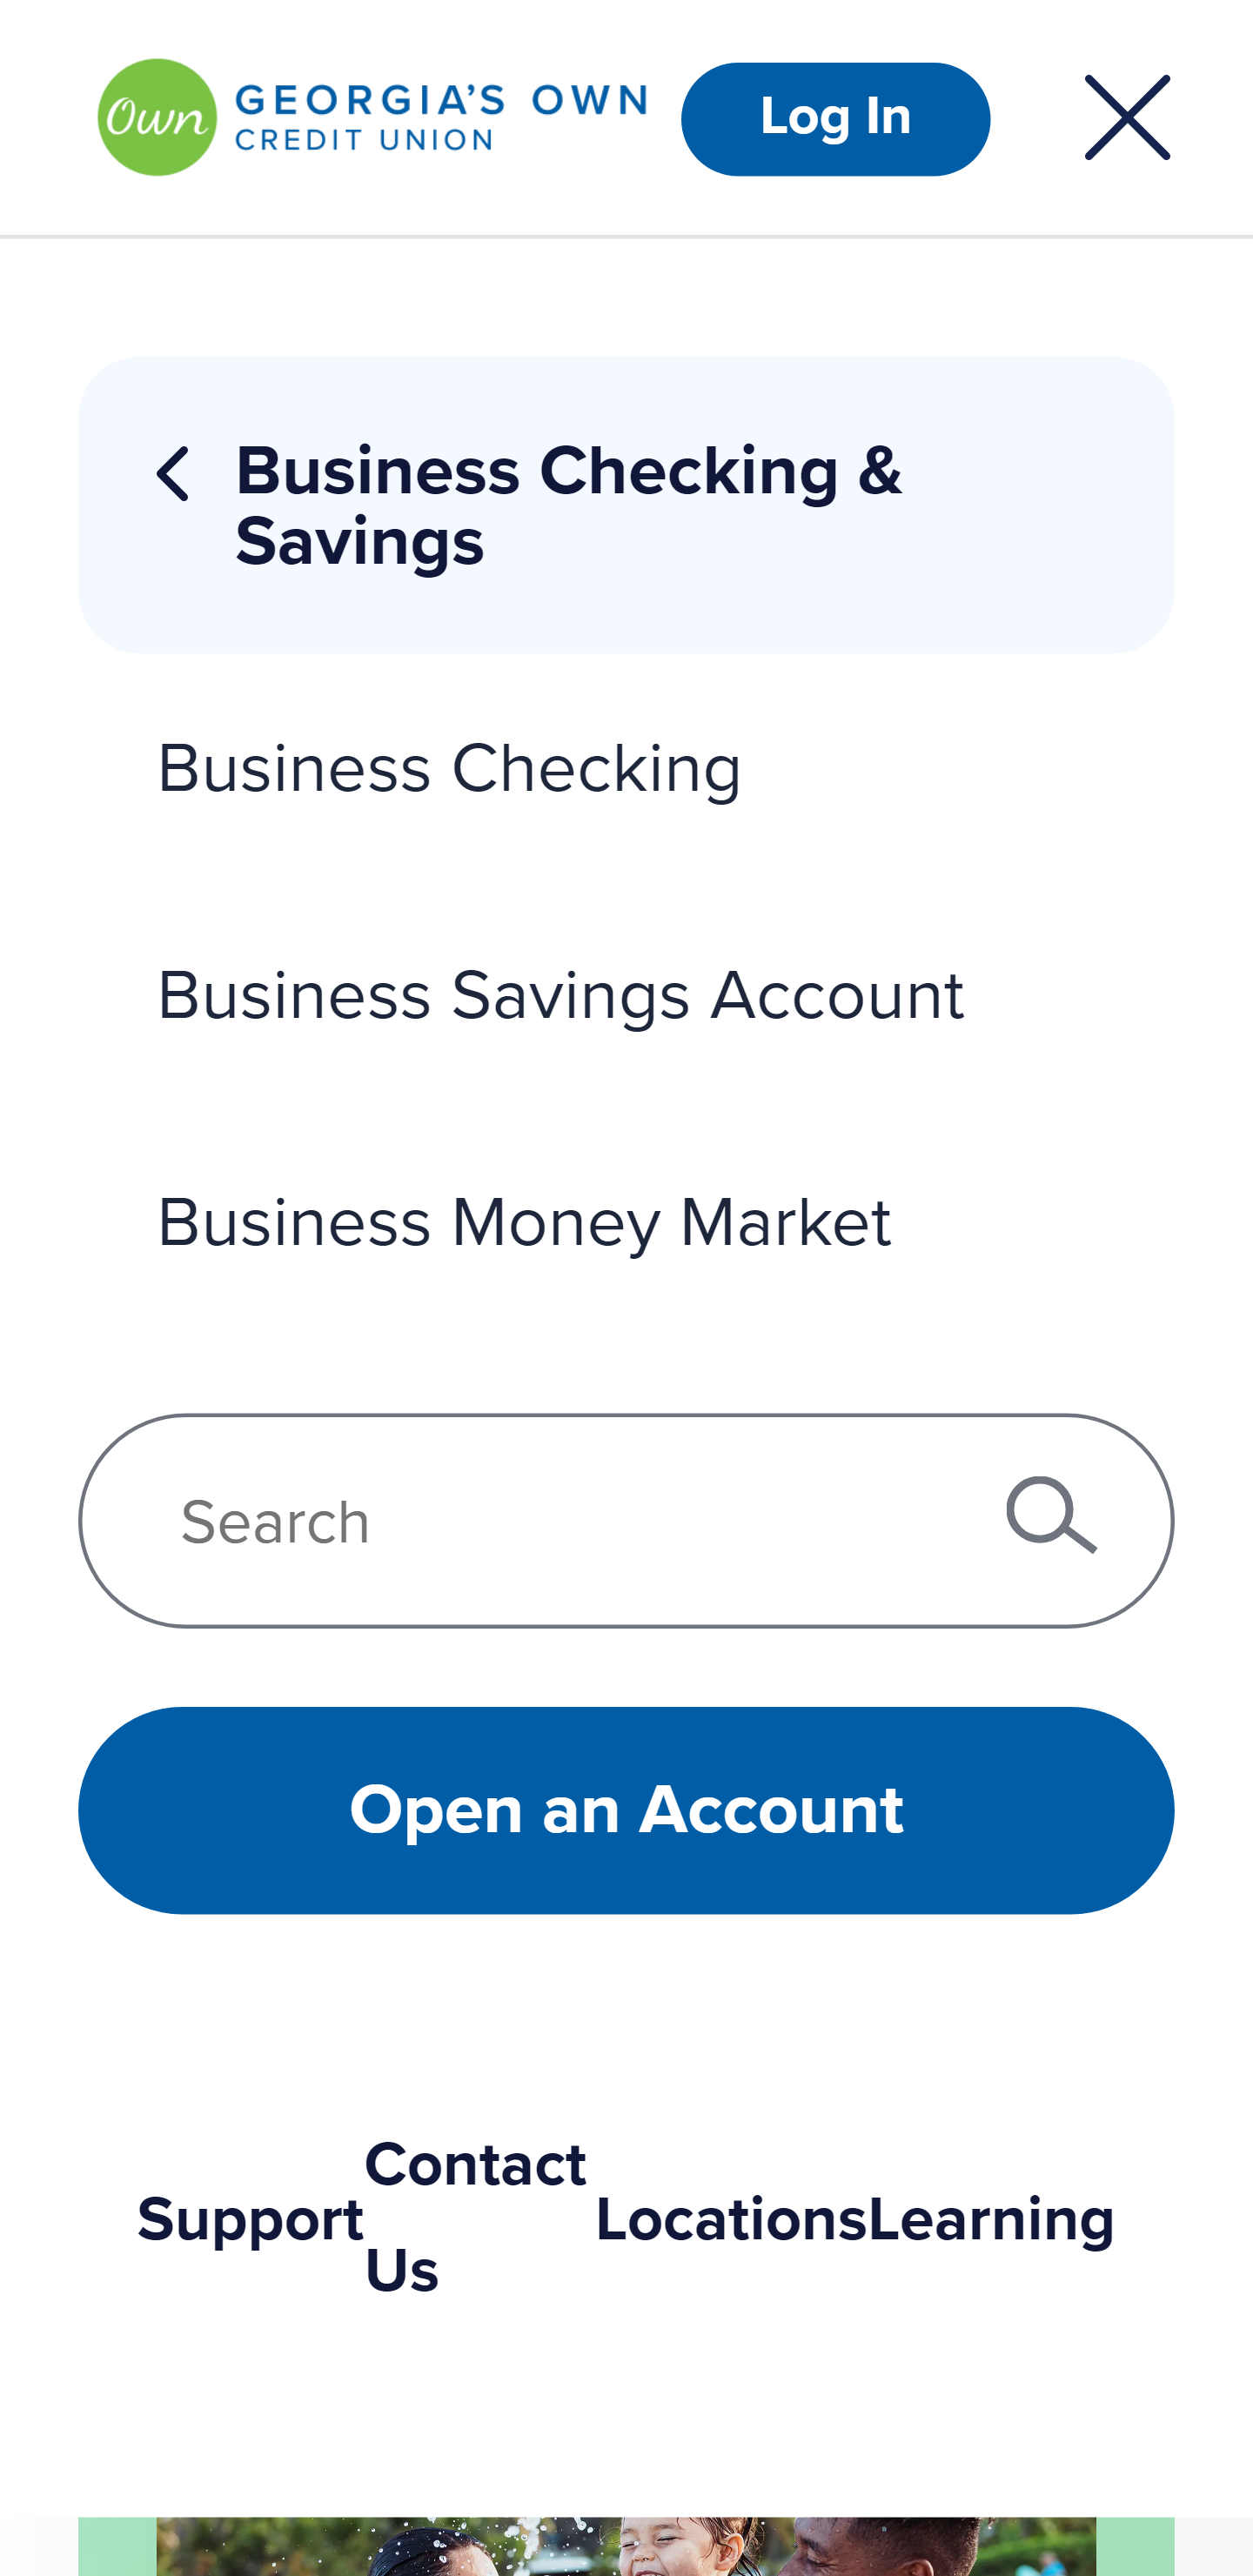 Own
GEORGIA'S OWN
CREDIT UNION
Log In
Business Checking &
Savings
Business Checking
Business Savings Account
Business Money Market
Search
Open an Account
Support
Contact
Us
Locations
Learning